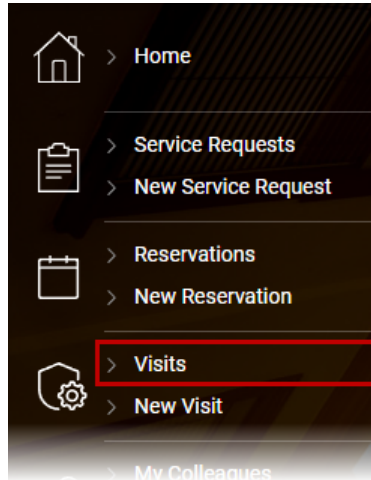 Home
Service Requests
New Service Request
Reservations
New Reservation
Visits
New Visit
My Colleagues